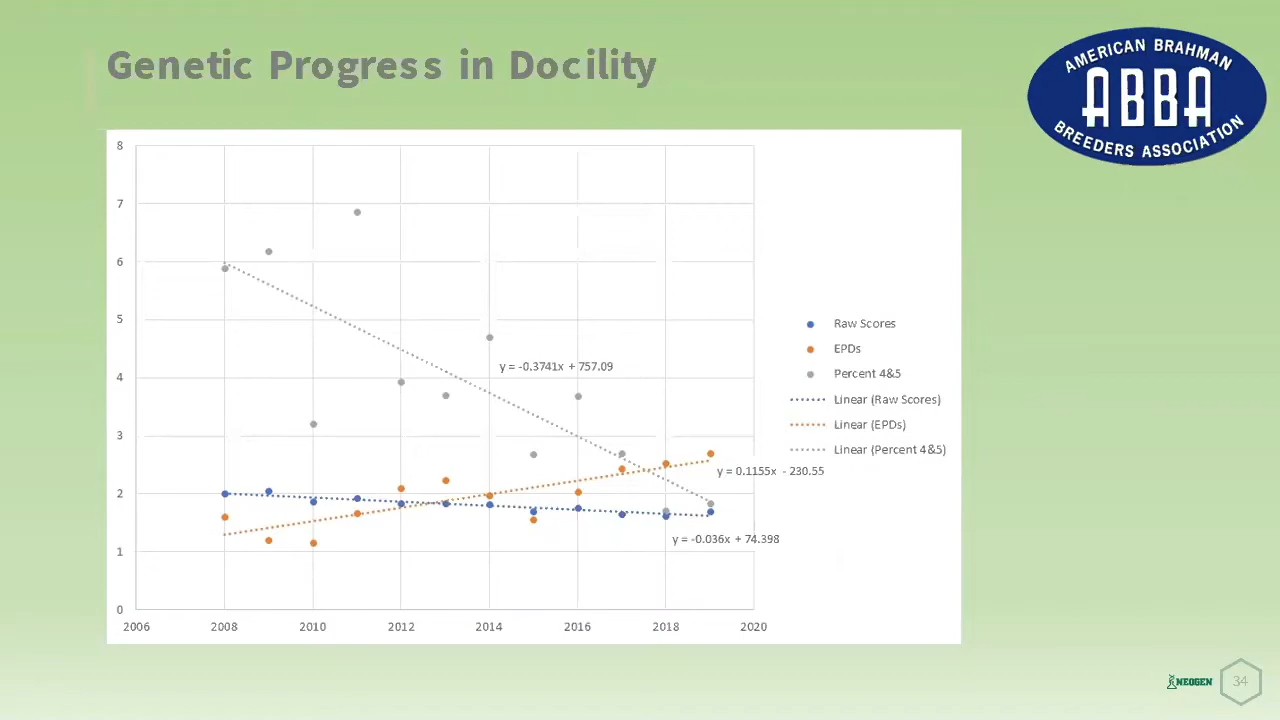 Genetic Progress in Docility
AMERICAN BRAHMAN
ABBA
BREEDERS ASSOCIATION
8
7
6
5
4
3
2
1
0
2006 2008 2010 2012 2014 2016 2018 2020
y = -0.3741x + 757.09
y = 0.1155x - 230.55
y = -0.036x + 74.398
Raw Scores
EPDs
Percent 4&5
Linear (Raw Scores)
Linear (EPDs)
Linear (Percent 4&5)
NEOGEN
34